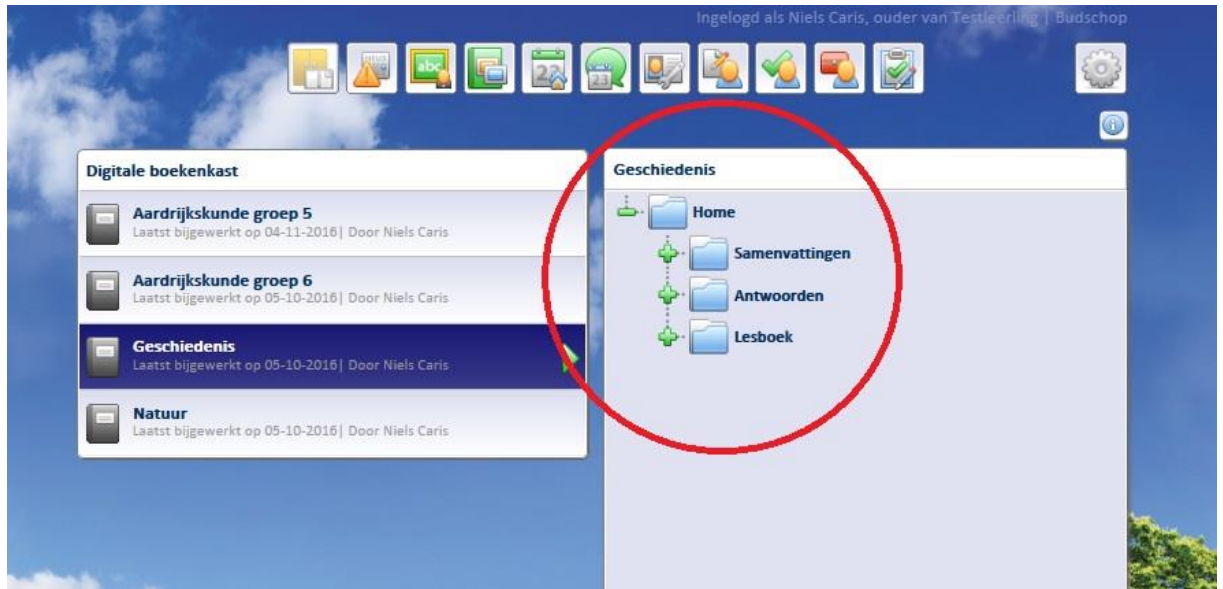 Ingelogd als Niels Caris, ouder van Testleerling | Budschop
abc
22
23
Digitale boekenkast
Aardrijkskunde groep 5
Laatst bijgewerkt op 04-11-2016| Door Niels Caris
Aardrijkskunde groep 6
Laatst bijgewerkt op 05-10-2016| Door Niels Caris
Geschiedenis
Laatst bijgewerkt op 05-10-2016| Door Niels Caris
Natuur
Laatst bijgewerkt op 05-10-2016| Door Niels Caris
Geschiedenis
Home
Samenvattingen
Antwoorden
Lesboek